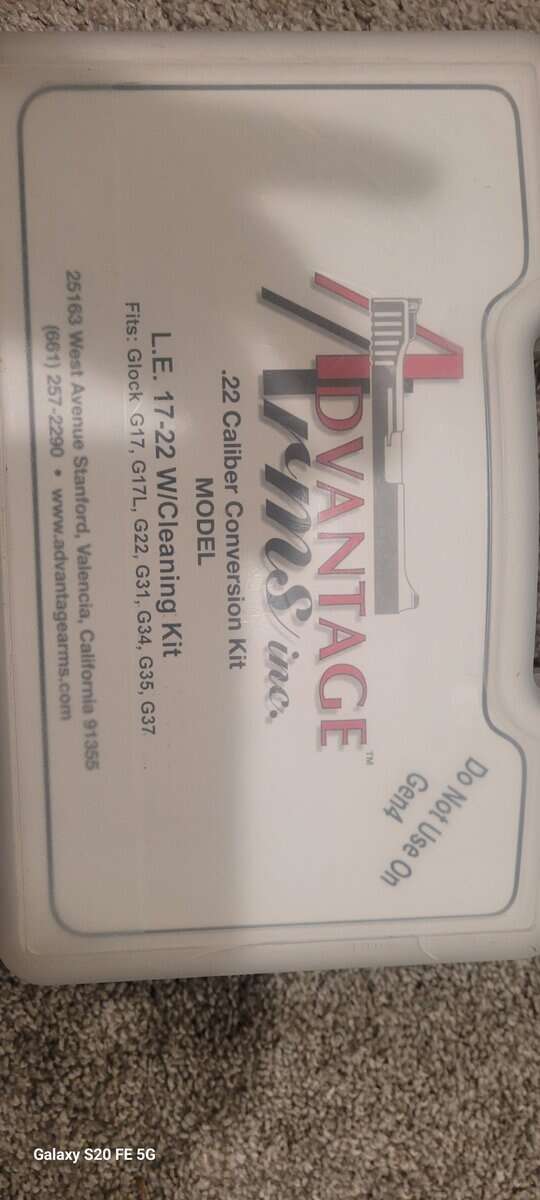 ADVANTAGE™
Arms, inc.
Do Not Use On
Gen4
.22 Caliber Conversion Kit
MODEL
L.E. 17-22 W/Cleaning Kit
Fits: Glock G17, G17L, G22, G31, G34, G35, G37
25163 West Avenue Stanford, Valencia, California 91355
(661) 257-2290 • www.advantagearms.com
Galaxy S20 FE 5G